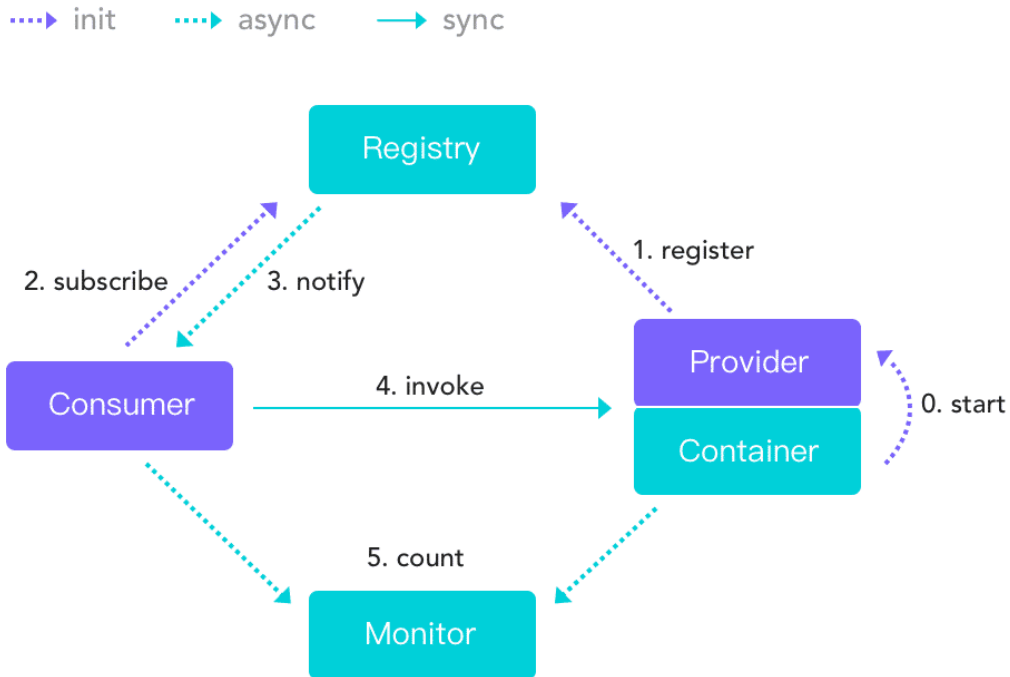 init async sync
Registry
1. register
2. subscribe
3. notify
Provider
4. invoke
Consumer
0. start
Container
5. count
Monitor